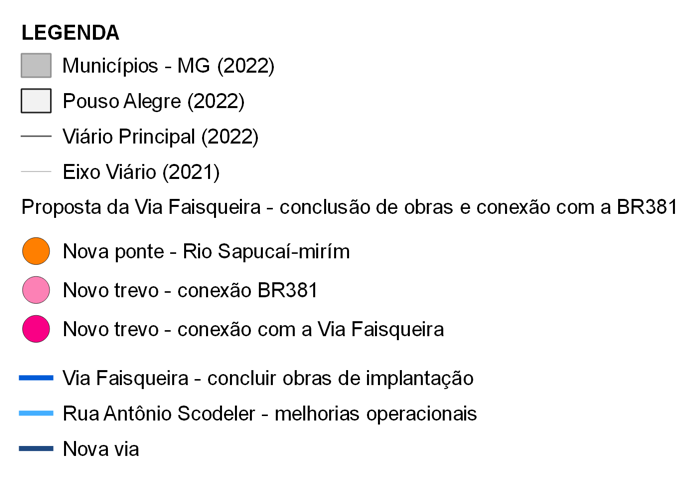 LEGENDA
Municípios - MG (2022)
Pouso Alegre (2022)
Viário Principal (2022)
Eixo Viário (2021)
Proposta da Via Faisqueira - conclusão de obras e conexão com a BR381
Nova ponte - Rio Sapucaí-mirím
Novo trevo - conexão BR381
Novo trevo - conexão com a Via Faisqueira
Via Faisqueira - concluir obras de implantação
Rua Antônio Scodeler - melhorias operacionais
Nova via